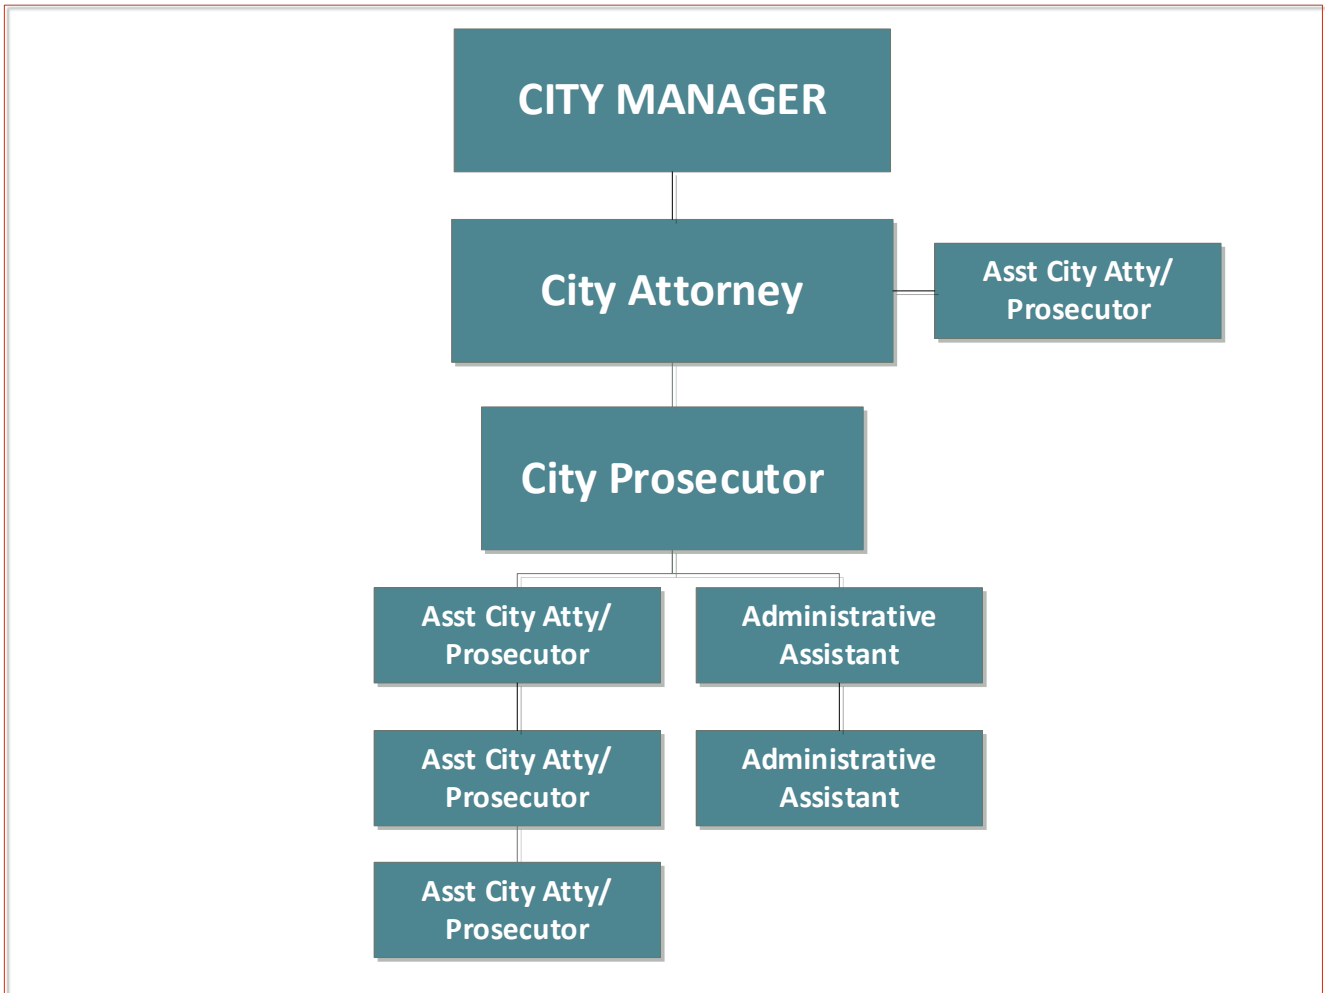 CITY MANAGER
City Attorney
Asst City Atty/
Prosecutor
City Prosecutor
Asst City Atty/
Prosecutor
Administrative
Assistant
Asst City Atty/
Prosecutor
Administrative
Assistant
Asst City Atty/
Prosecutor